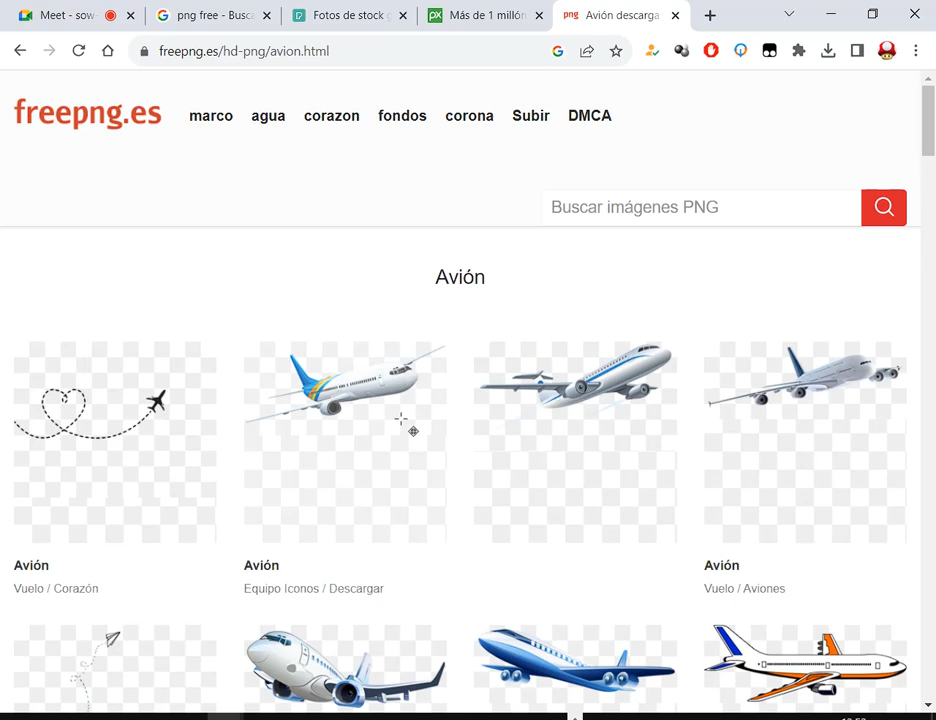 Meet - sow
png free - Busca
Fotos de stock g
px Más de 1 millón
png Avión descarga
freepng.es/hd-png/avion.html
freepng.es
marco agua corazon fondos corona Subir DMCA
Buscar imágenes PNG
Avión
Avión
Vuelo / Corazón
Avión
Equipo Iconos / Descargar
Avión
Vuelo / Aviones